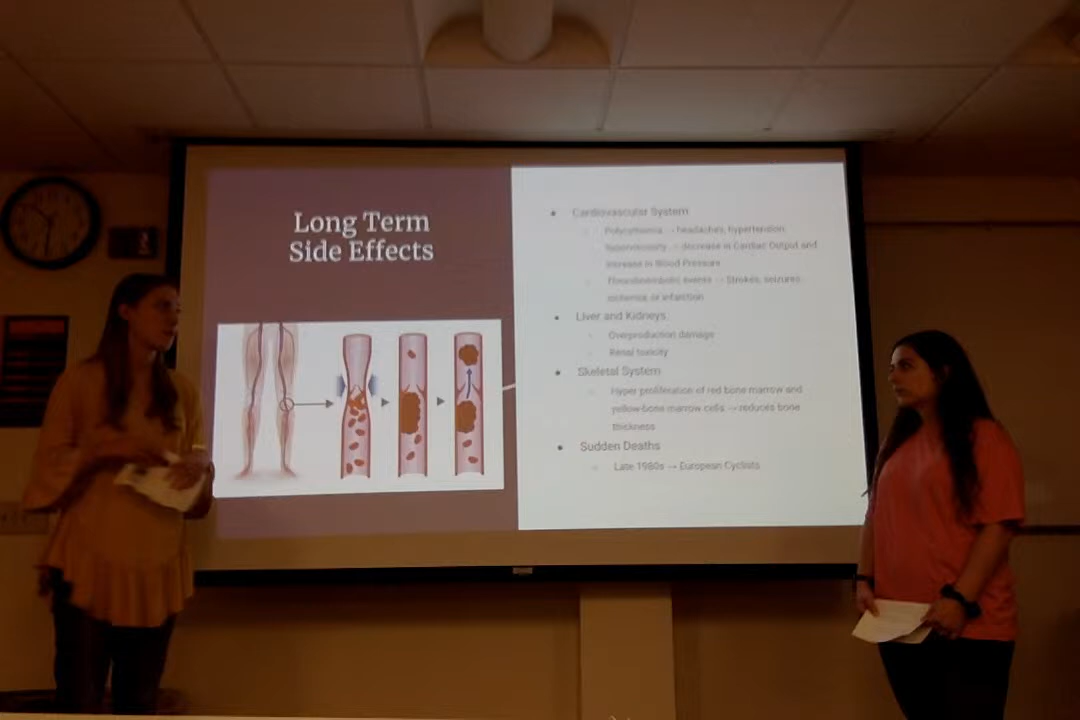 Long Term
Side Effects
Cardiovascular System
Polycythemia → headaches, hypertension,
hyperviscosity → decrease in Cardiac Output and
increase in Blood Pressure
Thromboembolic events → Strokes, seizures,
ischemia or infarction
Liver and Kidneys
Overproduction damage
Renal toxicity
Skeletal System
Hyper proliferation of red bone marrow and
yellow bone marrow cells → reduces bone
thickness
Sudden Deaths
Late 1980s → European Cyclists